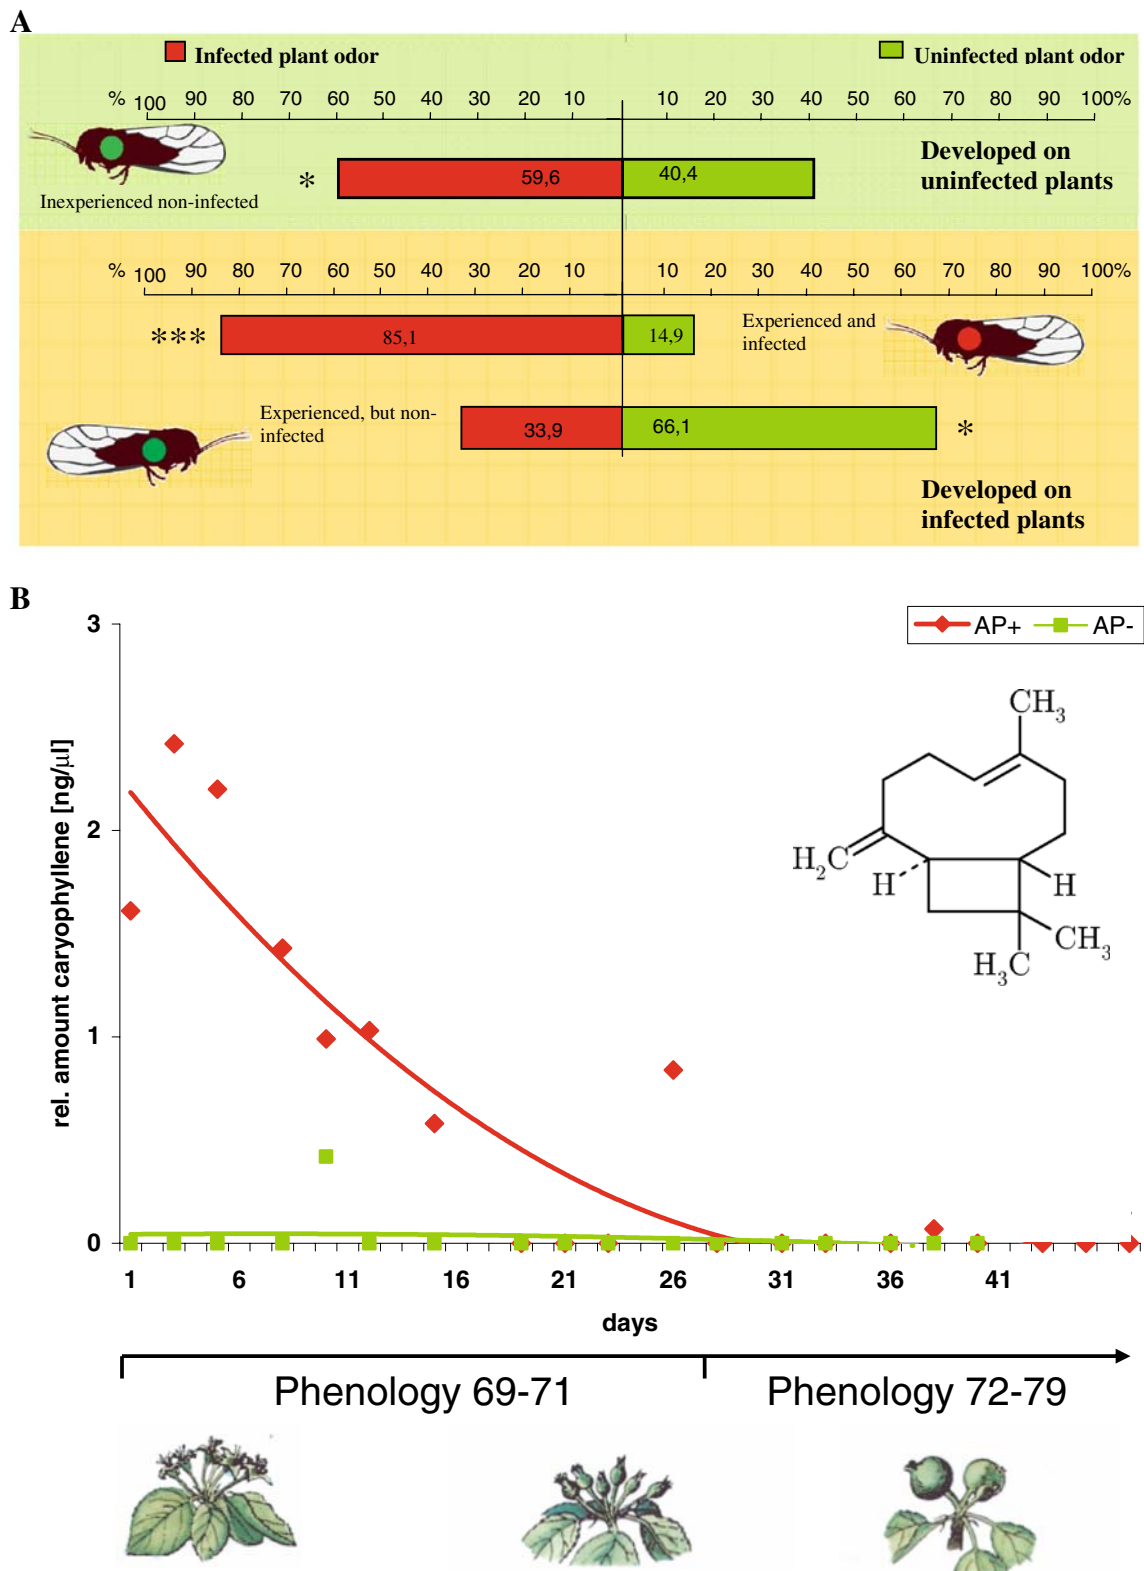 A
Infected plant odor
Uninfected plant odor
% 100 90 80 70 60 50 40 30 20 10 10 20 30 40 50 60 70 80 90 100%
Developed on
uninfected plants
59,6
40,4
*
Inexperienced non-infected
% 100 90 80 70 60 50 40 30 20 10 10 20 30 40 50 60 70 80 90 100%
***
85,1
14,9
Experienced and
infected
Experienced, but non-
infected
33,9
66,1
*
Developed on
infected plants
B
AP+ AP-
3
2
1
0
rel. amount caryophyllene [ng/µl]
CH3
H2C
H
H
CH3
H3C
1 6 11 16 21 26 31 36 41
days
Phenology 69-71
Phenology 72-79